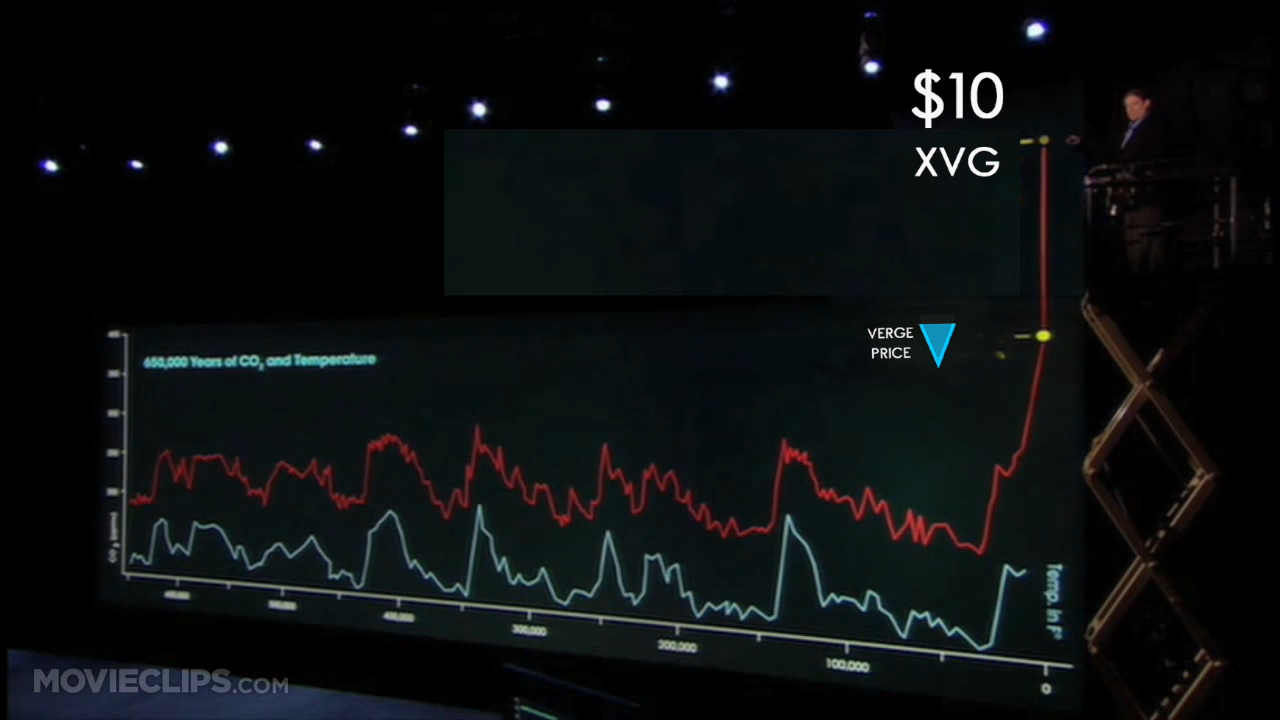 $10
XVG
VERGE
PRICE
650,000 Years of CO₂ and Temperature
Temp. in F°
400,000
300,000
200,000
100,000
0
MOVIECLIPS.COM